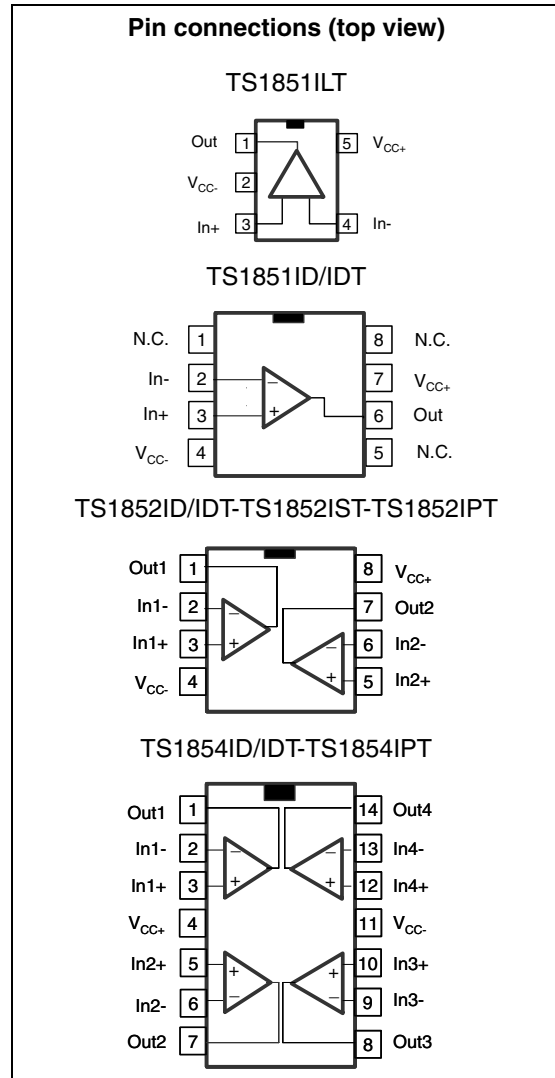 Pin connections (top view)
TS1851ILT
Out 1 5 VCC+
VCC- 2
In+ 3 4 In-
TS1851ID/IDT
N.C. 1 8 N.C.
In- 2 − 7 VCC+
In+ 3 + 6 Out
VCC- 4 5 N.C.
TS1852ID/IDT-TS1852IST-TS1852IPT
Out1 1 8 VCC+
In1- 2 − 7 Out2
In1+ 3 + − 6 In2-
VCC- 4 + 5 In2+
TS1854ID/IDT-TS1854IPT
Out1 1 14 Out4
In1- 2 − − 13 In4-
In1+ 3 + + 12 In4+
VCC+ 4 11 VCC-
In2+ 5 + + 10 In3+
In2- 6 − − 9 In3-
Out2 7 8 Out3